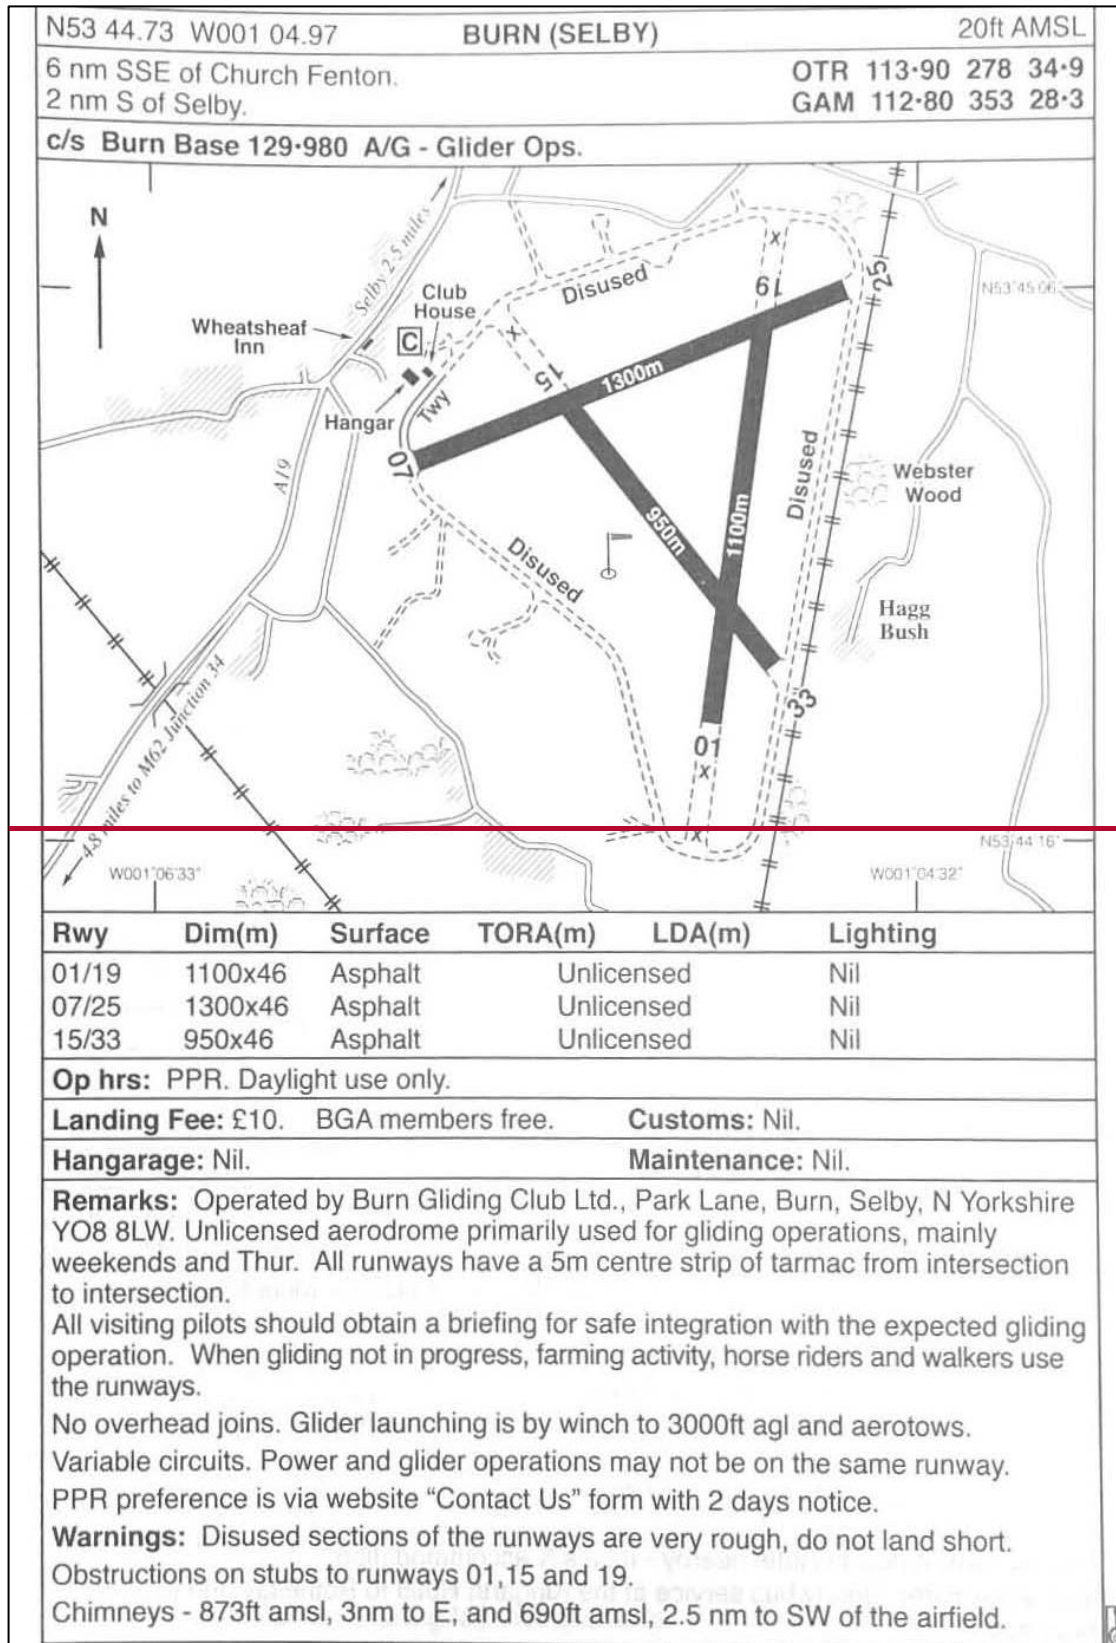 N53 44.73 W001 04.97 BURN (SELBY) 20ft AMSL
6 nm SSE of Church Fenton. OTR 113·90 278 34·9
2 nm S of Selby. GAM 112·80 353 28·3
c/s Burn Base 129·980 A/G - Glider Ops.
N
Selby 2·5 miles
Disused
19
25
N53°45'06"
Club
House
Wheatsheaf
Inn
C
Twy
Hangar
15
1300m
07
A19
Disused
Webster
Wood
950m
1100m
Disused
Hagg
Bush
33
01
4.8 miles to M62 Junction 34
N53°44'16"
W001°06'33"
W001°04'32"
x
x
x
x
Rwy Dim(m) Surface TORA(m) LDA(m) Lighting
01/19 1100x46 Asphalt Unlicensed Nil
07/25 1300x46 Asphalt Unlicensed Nil
15/33 950x46 Asphalt Unlicensed Nil
Op hrs: PPR. Daylight use only.
Landing Fee: £10. BGA members free. Customs: Nil.
Hangarage: Nil. Maintenance: Nil.
Remarks: Operated by Burn Gliding Club Ltd., Park Lane, Burn, Selby, N Yorkshire
YO8 8LW. Unlicensed aerodrome primarily used for gliding operations, mainly
weekends and Thur. All runways have a 5m centre strip of tarmac from intersection
to intersection.
All visiting pilots should obtain a briefing for safe integration with the expected gliding
operation. When gliding not in progress, farming activity, horse riders and walkers use
the runways.
No overhead joins. Glider launching is by winch to 3000ft agl and aerotows.
Variable circuits. Power and glider operations may not be on the same runway.
PPR preference is via website “Contact Us” form with 2 days notice.
Warnings: Disused sections of the runways are very rough, do not land short.
Obstructions on stubs to runways 01,15 and 19.
Chimneys - 873ft amsl, 3nm to E, and 690ft amsl, 2.5 nm to SW of the airfield.